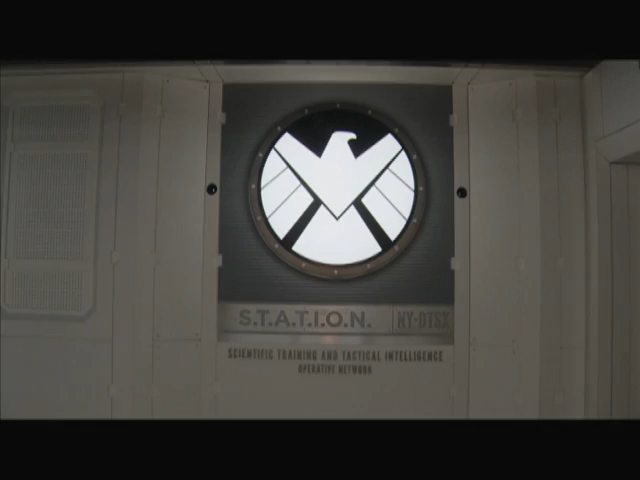 S.T.A.T.I.O.N. NY-DTSX
SCIENTIFIC TRAINING AND TACTICAL INTELLIGENCE
OPERATIVE NETWORK